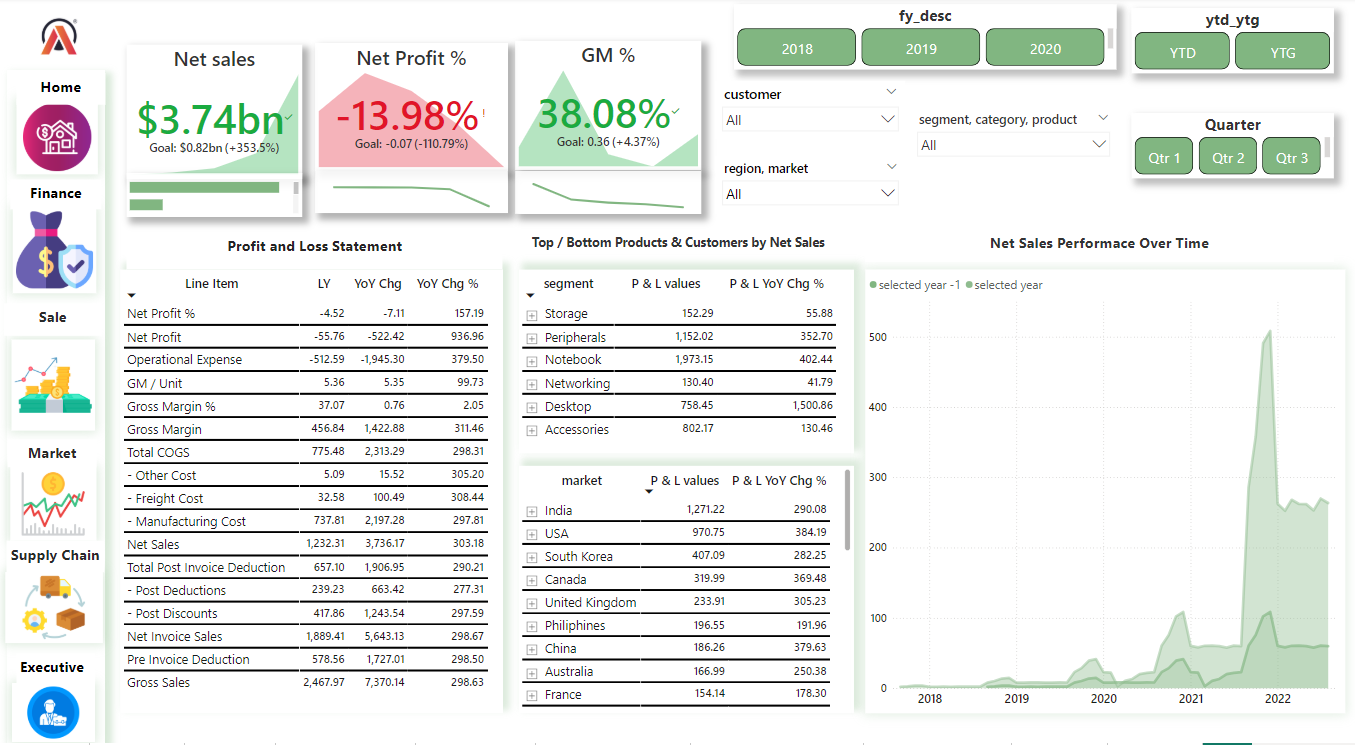 Home
Finance
Sale
Market
Supply Chain
Executive
Net sales
$3.74bn
Goal: $0.82bn (+353.5%)
Net Profit %
-13.98% !
Goal: -0.07 (-110.79%)
GM %
38.08%
Goal: 0.36 (+4.37%)
fy_desc
2018 2019 2020
ytd_ytg
YTD YTG
customer
All
segment, category, product
All
region, market
All
Quarter
Qtr 1 Qtr 2 Qtr 3
Profit and Loss Statement
Line Item LY YoY Chg YoY Chg %
Net Profit % -4.52 -7.11 157.19
Net Profit -55.76 -522.42 936.96
Operational Expense -512.59 -1,945.30 379.50
GM / Unit 5.36 5.35 99.73
Gross Margin % 37.07 0.76 2.05
Gross Margin 456.84 1,422.88 311.46
Total COGS 775.48 2,313.29 298.31
- Other Cost 5.09 15.52 305.20
- Freight Cost 32.58 100.49 308.44
- Manufacturing Cost 737.81 2,197.28 297.81
Net Sales 1,232.31 3,736.17 303.18
Total Post Invoice Deduction 657.10 1,906.95 290.21
- Post Deductions 239.23 663.42 277.31
- Post Discounts 417.86 1,243.54 297.59
Net Invoice Sales 1,889.41 5,643.13 298.67
Pre Invoice Deduction 578.56 1,727.01 298.50
Gross Sales 2,467.97 7,370.14 298.63
Top / Bottom Products & Customers by Net Sales
segment P & L values P & L YoY Chg %
Storage 152.29 55.88
Peripherals 1,152.02 352.70
Notebook 1,973.15 402.44
Networking 130.40 41.79
Desktop 758.45 1,500.86
Accessories 802.17 130.46
market P & L values P & L YoY Chg %
India 1,271.22 290.08
USA 970.75 384.19
South Korea 407.09 282.25
Canada 319.99 369.48
United Kingdom 233.91 305.23
Philiphines 196.55 191.96
China 186.26 379.63
Australia 166.99 250.38
France 154.14 178.30
Net Sales Performace Over Time
selected year -1 selected year
500
400
300
200
100
0
2018 2019 2020 2021 2022